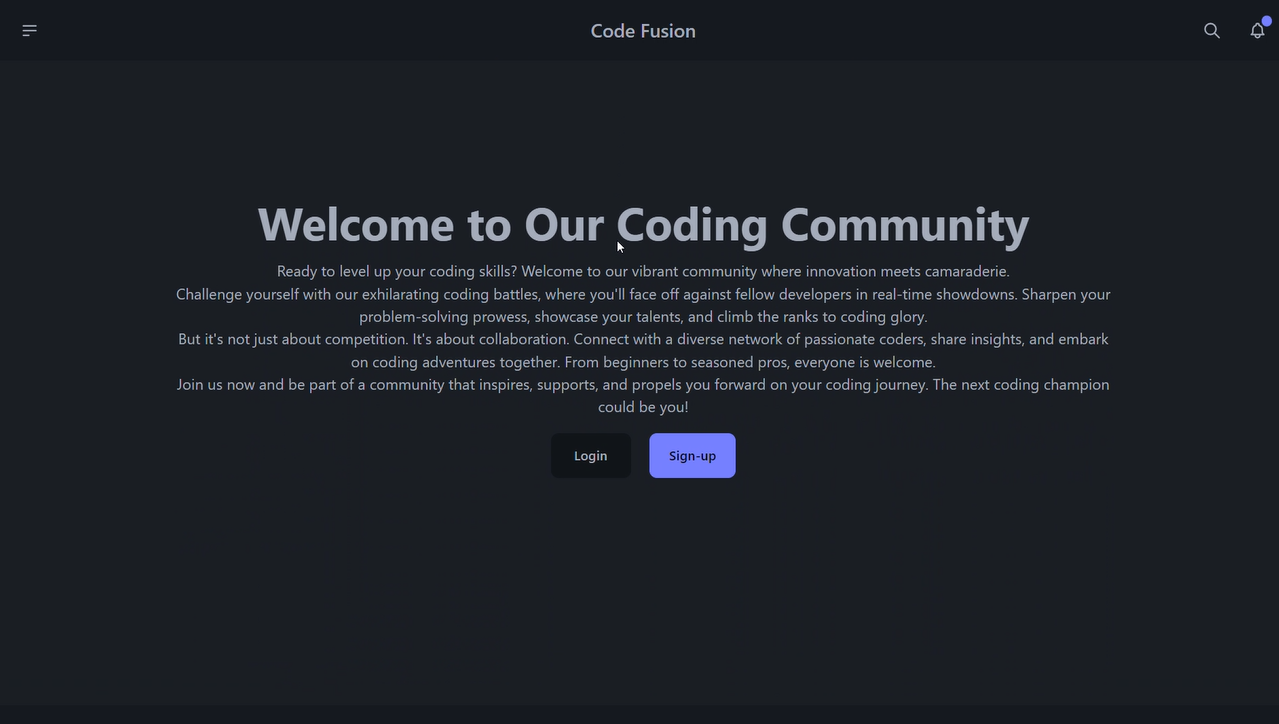 Code Fusion
Welcome to Our Coding Community
Ready to level up your coding skills? Welcome to our vibrant community where innovation meets camaraderie.
Challenge yourself with our exhilarating coding battles, where you'll face off against fellow developers in real-time showdowns. Sharpen your
problem-solving prowess, showcase your talents, and climb the ranks to coding glory.
But it's not just about competition. It's about collaboration. Connect with a diverse network of passionate coders, share insights, and embark
on coding adventures together. From beginners to seasoned pros, everyone is welcome.
Join us now and be part of a community that inspires, supports, and propels you forward on your coding journey. The next coding champion
could be you!
Login
Sign-up